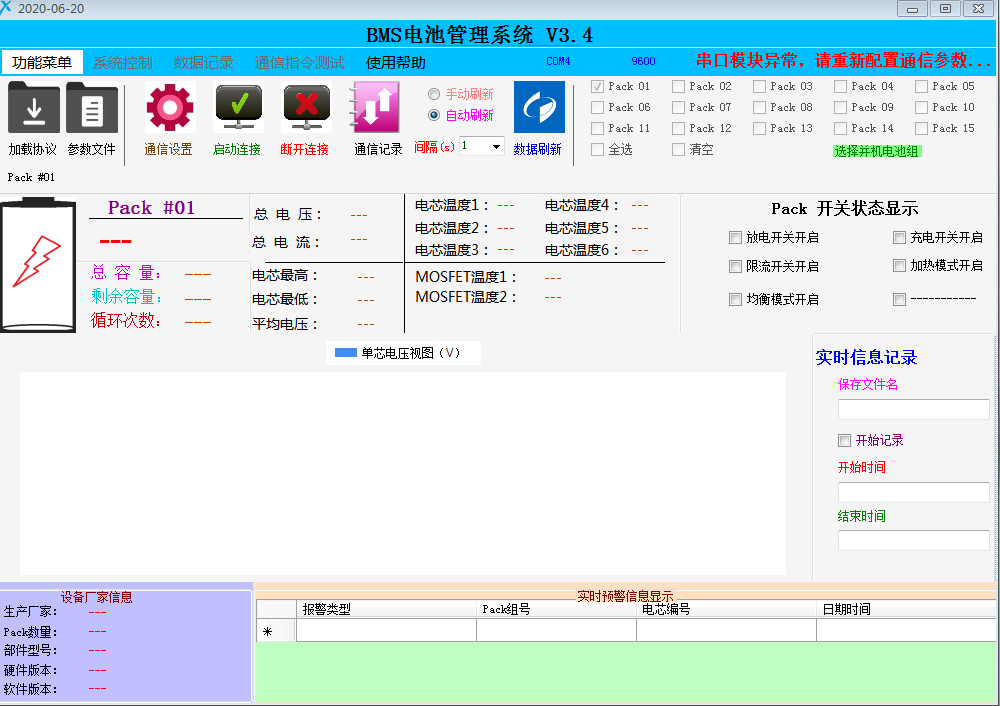 2020-06-20
BMS电池管理系统 V3.4
功能菜单 系统控制 数据记录 通信指令测试 使用帮助 COM4 9600 串口模块异常，请重新配置通信参数...
手动刷新 Pack 01 Pack 02 Pack 03 Pack 04 Pack 05
自动刷新 Pack 06 Pack 07 Pack 08 Pack 09 Pack 10
Pack 11 Pack 12 Pack 13 Pack 14 Pack 15
加载协议 参数文件 通信设置 启动连接 断开连接 通信记录 间隔(s) 1 数据刷新 全选 清空 选择并机电池组
Pack #01
Pack #01
---
总 容 量： ---
剩余容量： ---
循环次数： ---
总 电 压： ---
总 电 流： ---
电芯最高： ---
电芯最低： ---
平均电压： ---
电芯温度1： --- 电芯温度4： ---
电芯温度2： --- 电芯温度5： ---
电芯温度3： --- 电芯温度6： ---
MOSFET温度1： ---
MOSFET温度2： ---
Pack 开关状态显示
放电开关开启 充电开关开启
限流开关开启 加热模式开启
均衡模式开启 -----------
单芯电压视图（V）
实时信息记录
保存文件名
开始记录
开始时间
结束时间
设备厂家信息
生产厂家： ---
Pack数量： ---
部件型号： ---
硬件版本： ---
软件版本： ---
实时预警信息显示
报警类型 Pack组号 电芯编号 日期时间
*